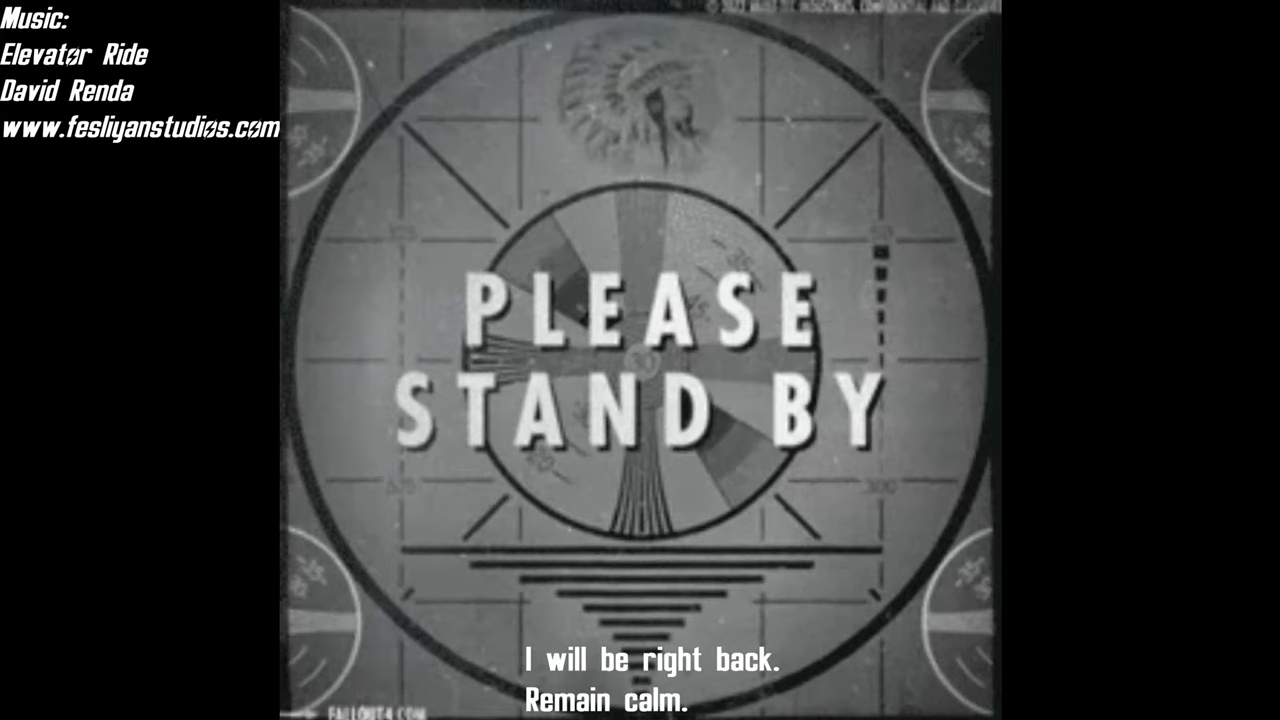 Music:
Elevator Ride
David Renda
www.fesliyanstudios.com
PLEASE
STAND BY
I will be right back.
Remain calm.
FALLOUT4.COM